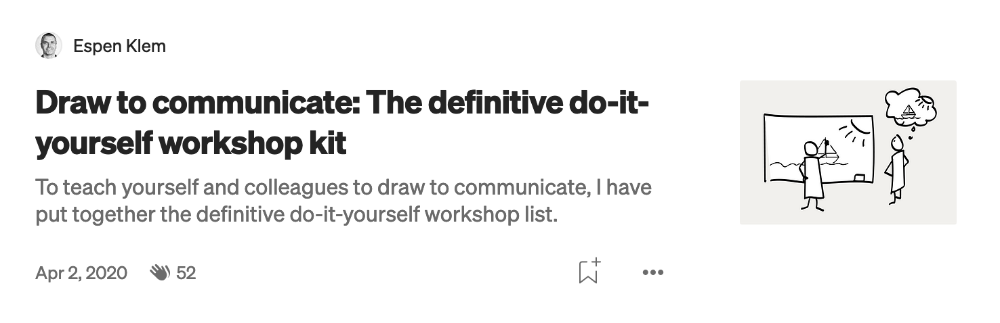 Espen Klem
Draw to communicate: The definitive do-it-
yourself workshop kit
To teach yourself and colleagues to draw to communicate, I have
put together the definitive do-it-yourself workshop list.
Apr 2, 2020 52